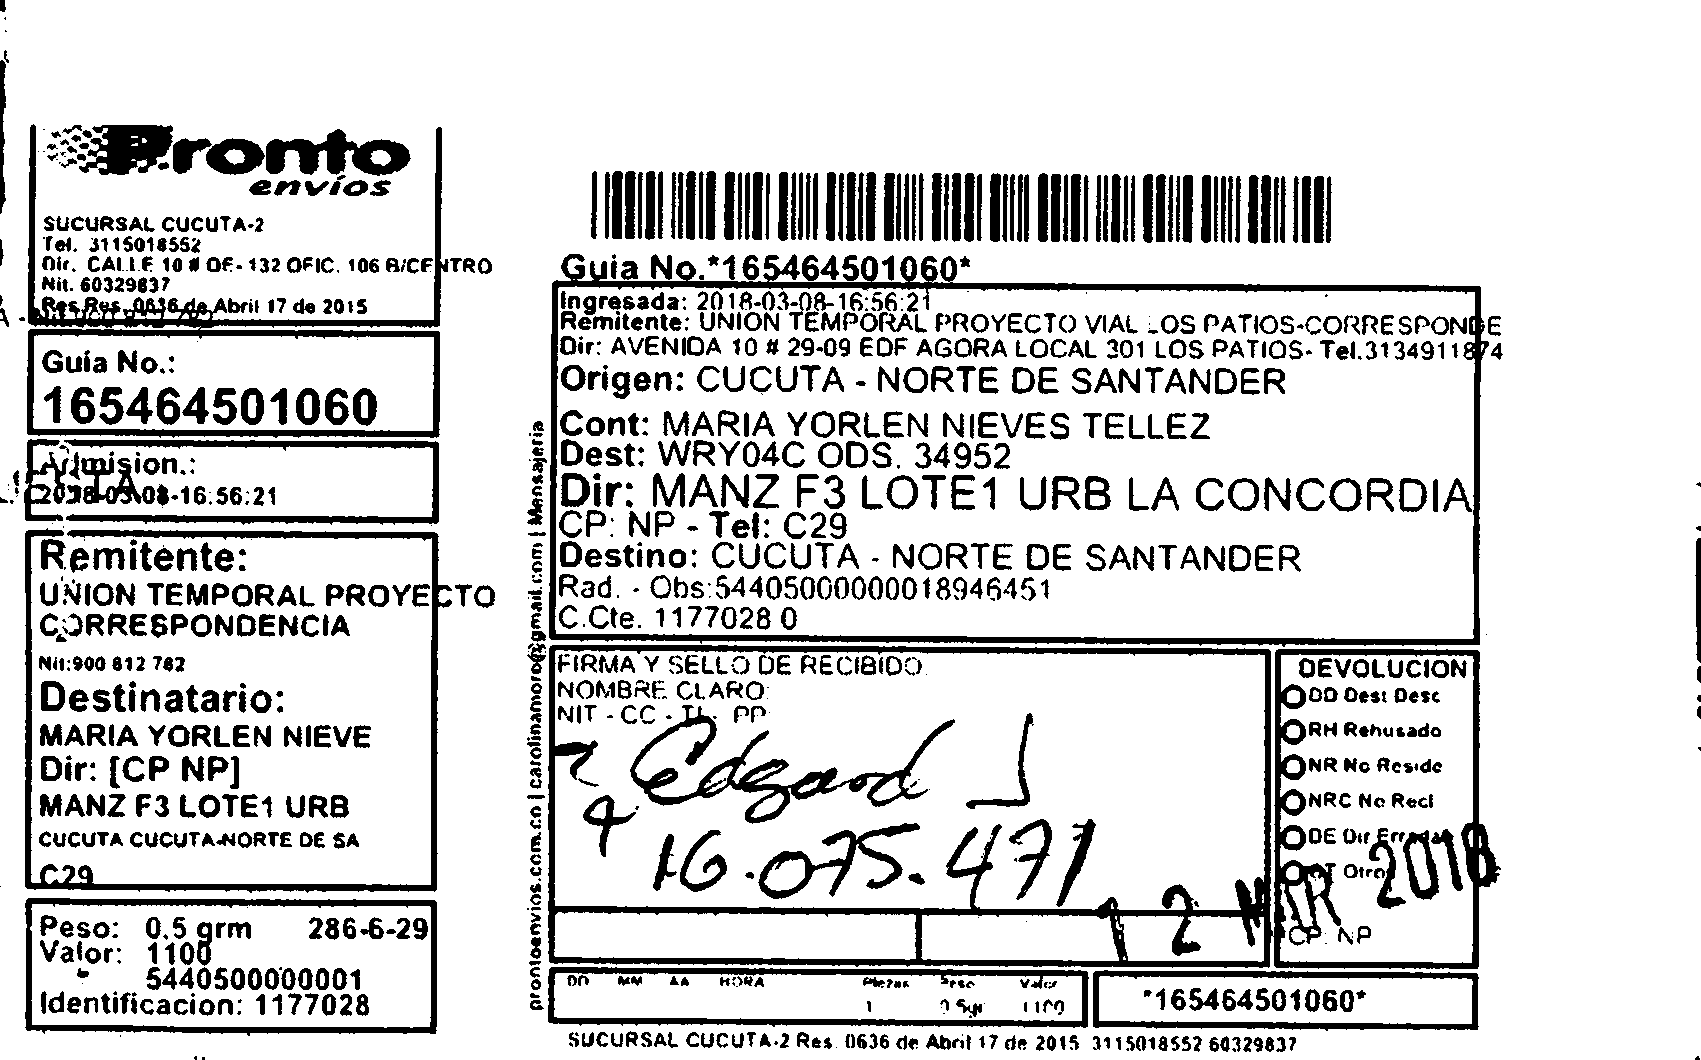 Pronto
envíos
SUCURSAL CUCUTA-2
Tel. 3115018552
Dir. CALLE 10 # OE-132 OFIC. 106 B/CENTRO
Nit. 60329837
Res.Res. 0636 de Abril 17 de 2015
Guia No.:
165464501060
Admision.:
2018-03-08-16:56:21
Remitente:
UNION TEMPORAL PROYECTO
CORRESPONDENCIA
Nit:900 812 782
Destinatario:
MARIA YORLEN NIEVE
Dir: [CP NP]
MANZ F3 LOTE1 URB
CUCUTA CUCUTA-NORTE DE SA
C29
Peso: 0.5 grm 286-6-29
Valor: 1100
5440500000001
Identificacion: 1177028
prontoenvios.com.co | carolinamoro@gmail.com | Mensajeria
Guia No.*165464501060*
Ingresada: 2018-03-08-16:56:21
Remitente: UNION TEMPORAL PROYECTO VIAL LOS PATIOS-CORRESPONDE
Dir: AVENIDA 10 # 29-09 EDF AGORA LOCAL 301 LOS PATIOS- Tel.3134911874
Origen: CUCUTA - NORTE DE SANTANDER
Cont: MARIA YORLEN NIEVES TELLEZ
Dest: WRY04C ODS. 34952
Dir: MANZ F3 LOTE1 URB LA CONCORDIA
CP: NP - Tel: C29
Destino: CUCUTA - NORTE DE SANTANDER
Rad. - Obs:544050000000018946451
C.Cte. 1177028 0
FIRMA Y SELLO DE RECIBIDO
NOMBRE CLARO:
NIT - CC - TI - PP
Edgard J
16.075.471
12 MAR 2018
DEVOLUCION
DD Dest Desc
RH Rehusado
NR No Reside
NRC No Recl
DE Dir Errada
OT Otro
CP: NP
DD MM AA HORA Piezas Peso Valor
1 0.5gr 1100
*165464501060*
SUCURSAL CUCUTA-2 Res. 0636 de Abril 17 de 2015 3115018552 60329837